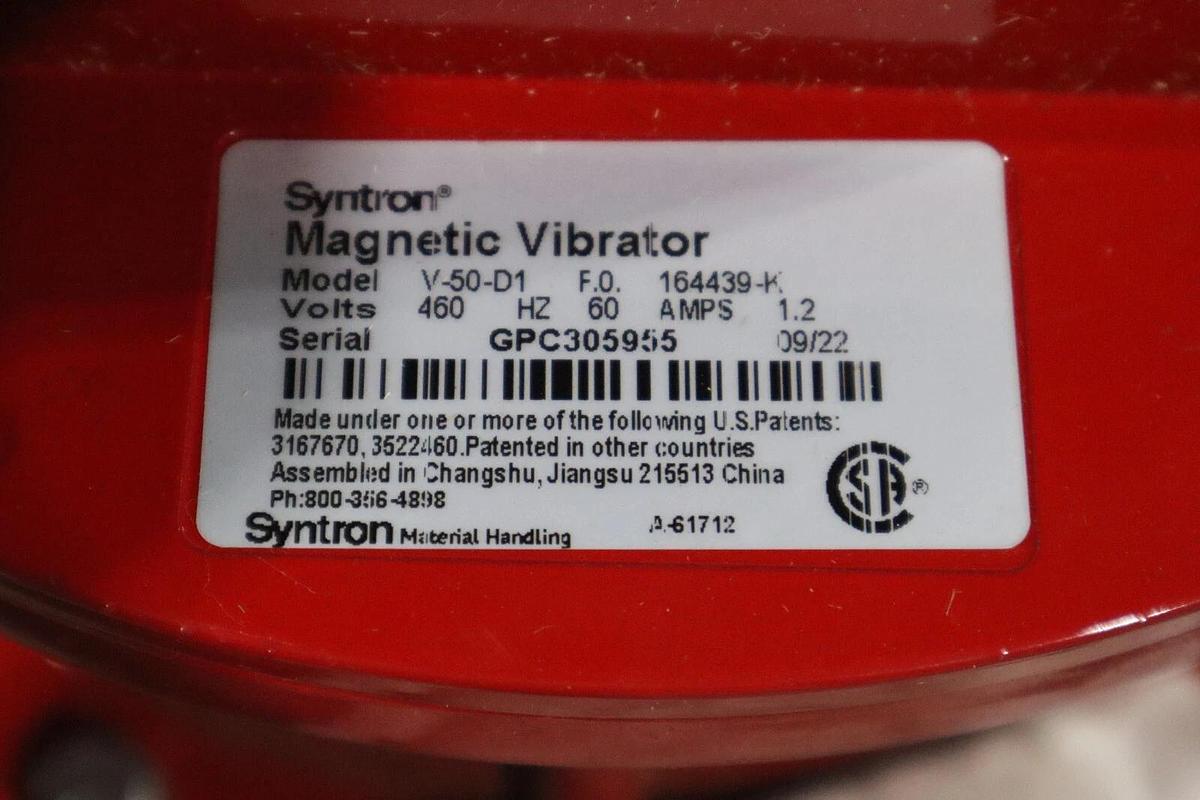 Syntron®
Magnetic Vibrator
Model V-50-D1 F.O. 164439-K
Volts 460 HZ 60 AMPS 1.2
Serial GPC305955 09/22
Made under one or more of the following U.S.Patents:
3167670, 3522460.Patented in other countries
Assembled in Changshu, Jiangsu 215513 China
Ph:800-356-4898
Syntron Material Handling A-61712
CSA®